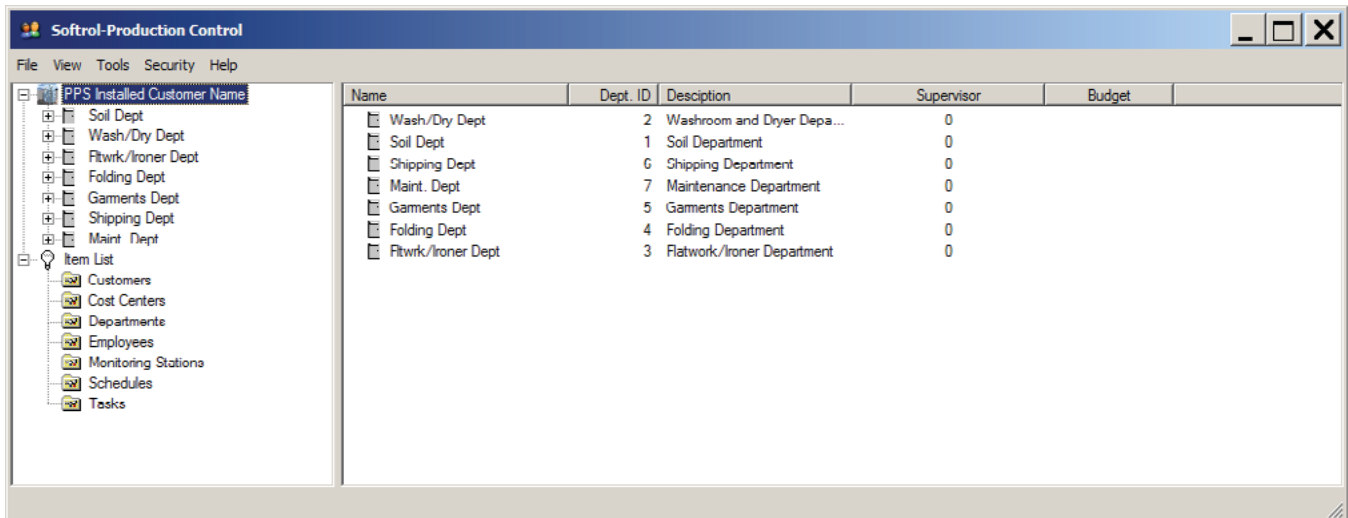 Softrol-Production Control
File View Tools Security Help
PPS Installed Customer Name
Soil Dept
Wash/Dry Dept
Fltwrk/Ironer Dept
Folding Dept
Garments Dept
Shipping Dept
Maint. Dept
Item List
Customers
Cost Centers
Departments
Employees
Monitoring Stations
Schedules
Tasks
Name Dept. ID Desciption Supervisor Budget
Wash/Dry Dept 2 Washroom and Dryer Depa... 0
Soil Dept 1 Soil Department 0
Shipping Dept 6 Shipping Department 0
Maint. Dept 7 Maintenance Department 0
Garments Dept 5 Garments Department 0
Folding Dept 4 Folding Department 0
Fltwrk/Ironer Dept 3 Flatwork/Ironer Department 0